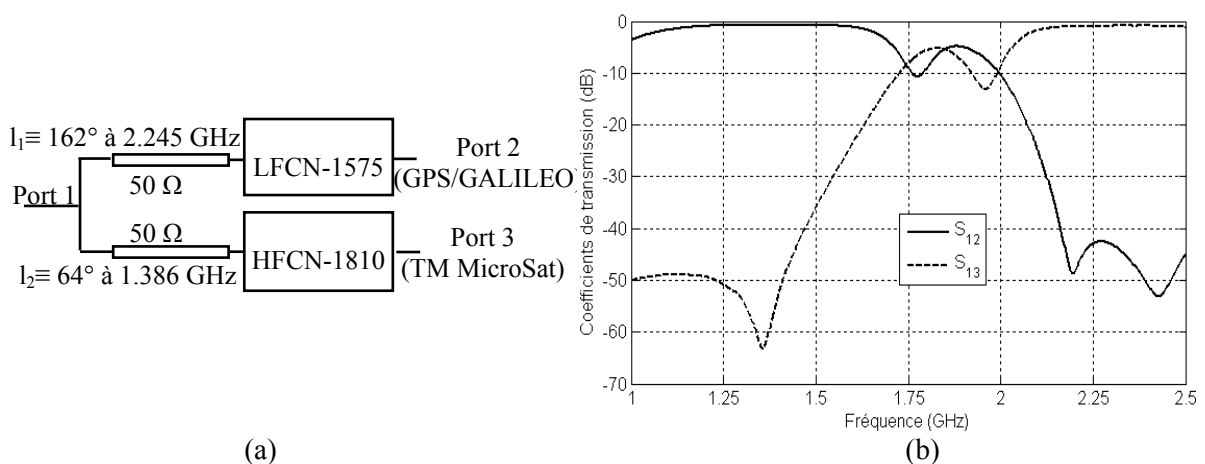 l₁≡ 162° à 2.245 GHz
50 Ω
LFCN-1575
Port 2
(GPS/GALILEO)
Port 1
50 Ω
HFCN-1810
Port 3
(TM MicroSat)
l₂≡ 64° à 1.386 GHz
(a)
Coefficients de transmission (dB)
0
-10
-20
-30
-40
-50
-60
-70
S₁₂
S₁₃
1
1.25
1.5
1.75
2
2.25
2.5
Fréquence (GHz)
(b)